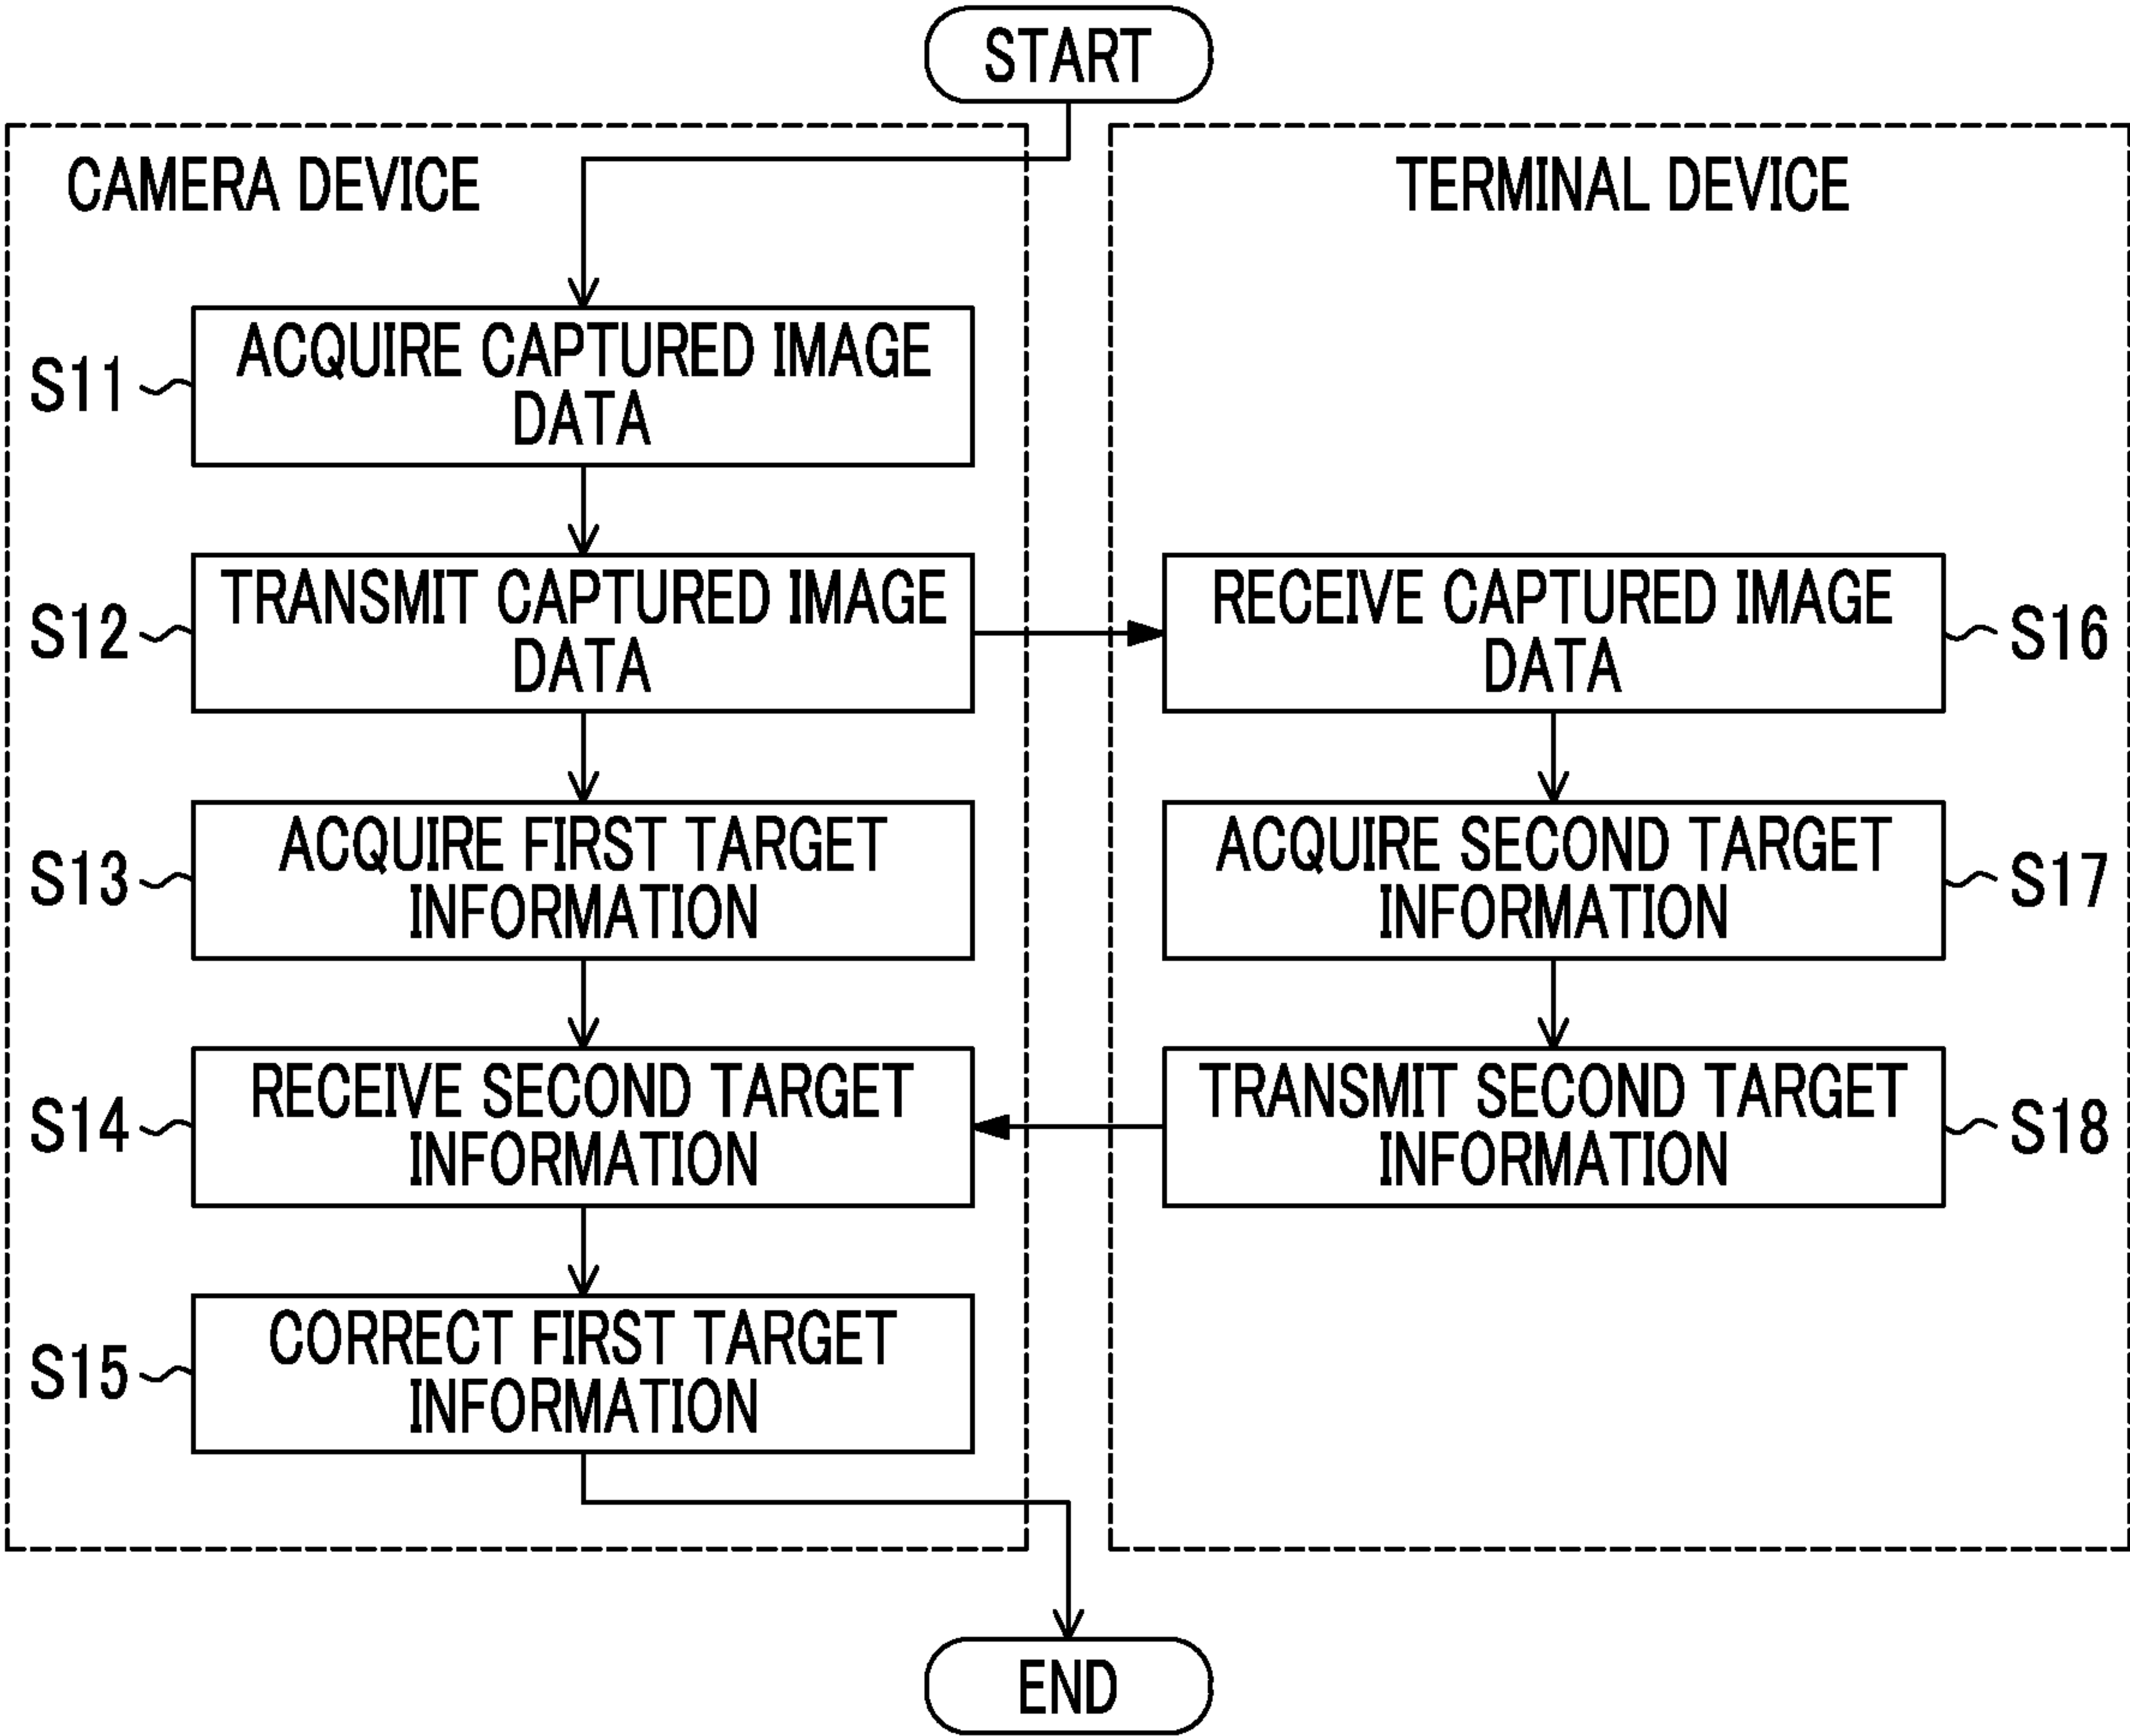 START
CAMERA DEVICE
TERMINAL DEVICE
S11
ACQUIRE CAPTURED IMAGE
DATA
S12
TRANSMIT CAPTURED IMAGE
DATA
RECEIVE CAPTURED IMAGE
DATA
S16
S13
ACQUIRE FIRST TARGET
INFORMATION
ACQUIRE SECOND TARGET
INFORMATION
S17
S14
RECEIVE SECOND TARGET
INFORMATION
TRANSMIT SECOND TARGET
INFORMATION
S18
S15
CORRECT FIRST TARGET
INFORMATION
END